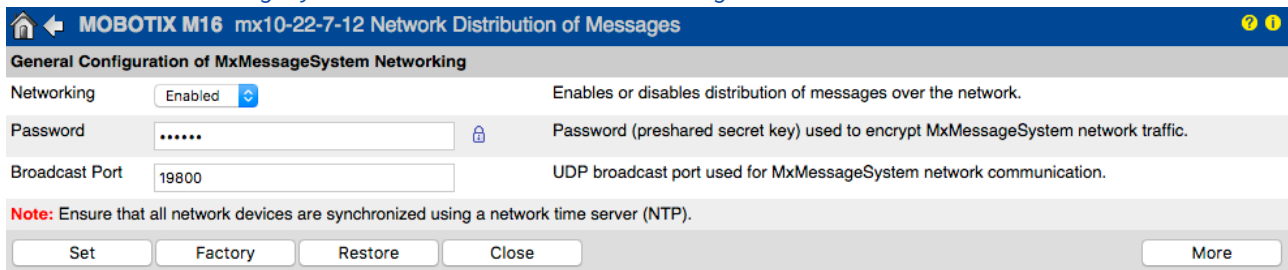 MOBOTIX M16 mx10-22-7-12 Network Distribution of Messages ? i
General Configuration of MxMessageSystem Networking
Networking Enabled Enables or disables distribution of messages over the network.
Password •••••• Password (preshared secret key) used to encrypt MxMessageSystem network traffic.
Broadcast Port 19800 UDP broadcast port used for MxMessageSystem network communication.
Note: Ensure that all network devices are synchronized using a network time server (NTP).
Set Factory Restore Close More